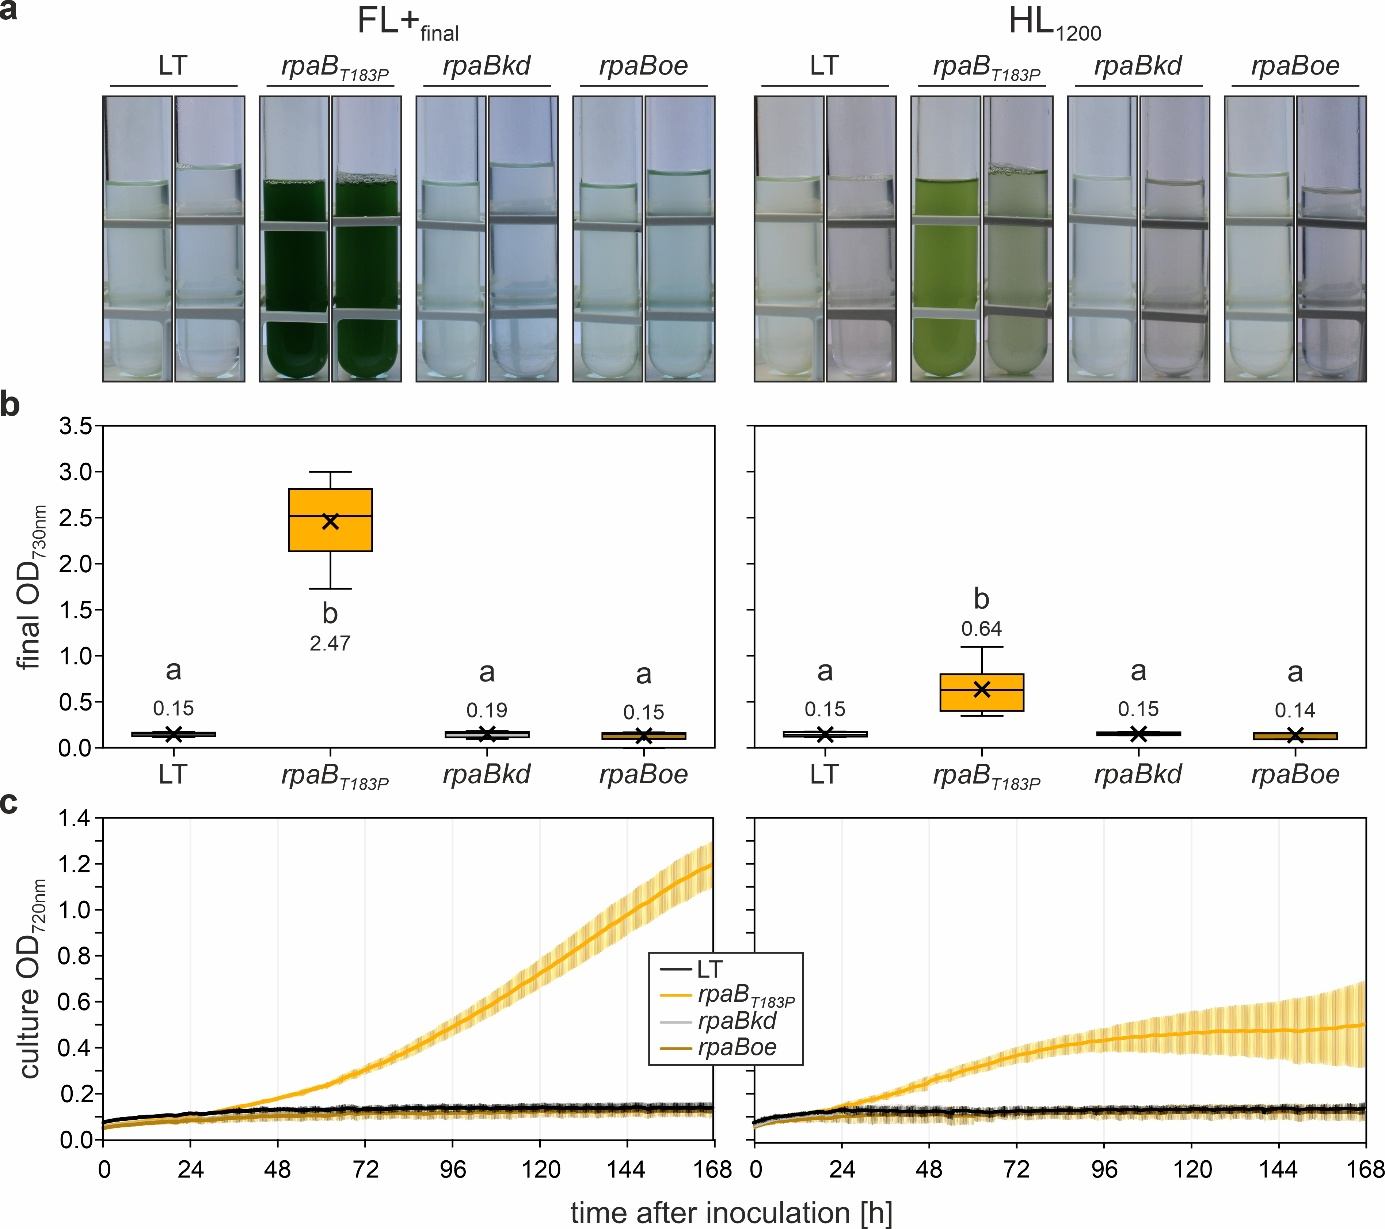 a
FL+final HL1200
LT rpaBT183P rpaBkd rpaBoe LT rpaBT183P rpaBkd rpaBoe
b
3.5
3.0
2.5
2.0
1.5
1.0
0.5
0.0
final OD730nm
a
0.15
b
2.47
a
0.19
a
0.15
a
0.15
b
0.64
a
0.15
a
0.14
LT rpaBT183P rpaBkd rpaBoe LT rpaBT183P rpaBkd rpaBoe
c
1.4
1.2
1.0
0.8
0.6
0.4
0.2
0.0
culture OD720nm
LT
rpaBT183P
rpaBkd
rpaBoe
0 24 48 72 96 120 144 168 0 24 48 72 96 120 144 168
time after inoculation [h]